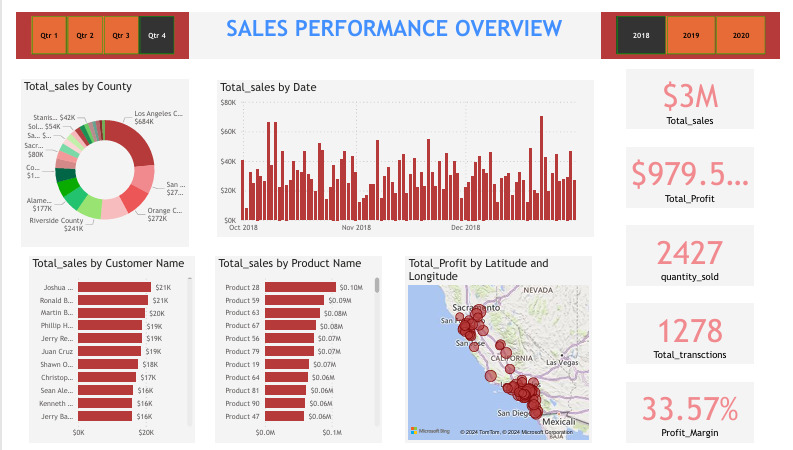 Qtr 1
Qtr 2
Qtr 3
Qtr 4
SALES PERFORMANCE OVERVIEW
2018
2019
2020
Total_sales by County
Stanis... $42K
Sol... $54K
Sa... $...
Sacr...
$80K
Co...
$1...
Alame...
$177K
Riverside County
$241K
Los Angeles C...
$684K
San ...
$27...
Orange C...
$272K
Total_sales by Date
$80K
$60K
$40K
$20K
$0K
Oct 2018
Nov 2018
Dec 2018
$3M
Total_sales
$979.5...
Total_Profit
2427
quantity_sold
1278
Total_transctions
33.57%
Profit_Margin
Total_sales by Customer Name
Joshua ... $21K
Ronald B... $21K
Martin B... $20K
Phillip H... $19K
Jerry Re... $19K
Juan Cruz $19K
Shawn O... $18K
Christop... $17K
Sean Ale... $16K
Kenneth ... $16K
Jerry Ba... $16K
$0K $20K
Total_sales by Product Name
Product 28 $0.10M
Product 59 $0.09M
Product 63 $0.08M
Product 67 $0.08M
Product 56 $0.07M
Product 79 $0.07M
Product 19 $0.07M
Product 64 $0.06M
Product 81 $0.06M
Product 90 $0.06M
Product 47 $0.06M
$0.0M $0.1M
Total_Profit by Latitude and
Longitude
NEVADA
Sacramento
San
San Jose
CALIFORNIA
Las Vegas
San Diego
Mexicali
BAJA
Microsoft Bing
© 2024 TomTom, © 2024 Microsoft Corporation